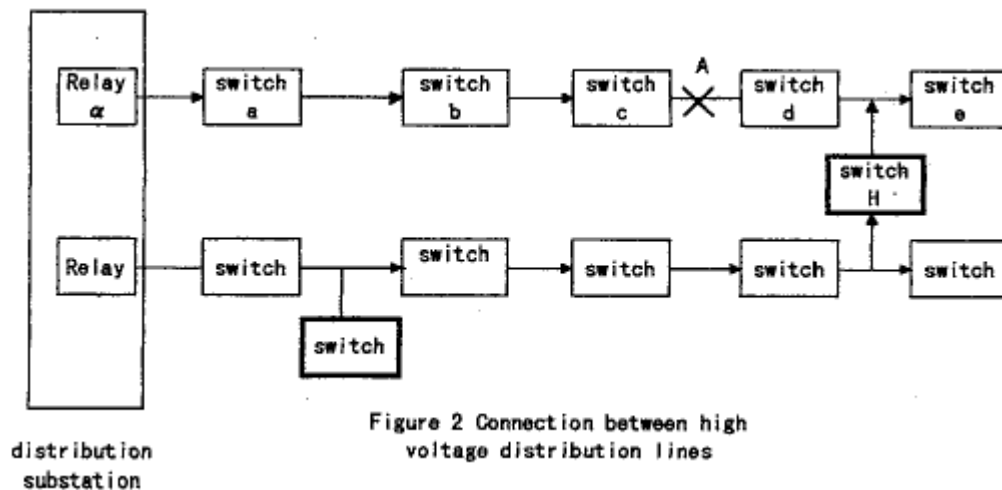 A
Relay
α
switch
a
switch
b
switch
c
switch
d
switch
e
switch
H
Relay
switch
switch
switch
switch
switch
switch
Figure 2 Connection between high
voltage distribution lines
distribution
substation